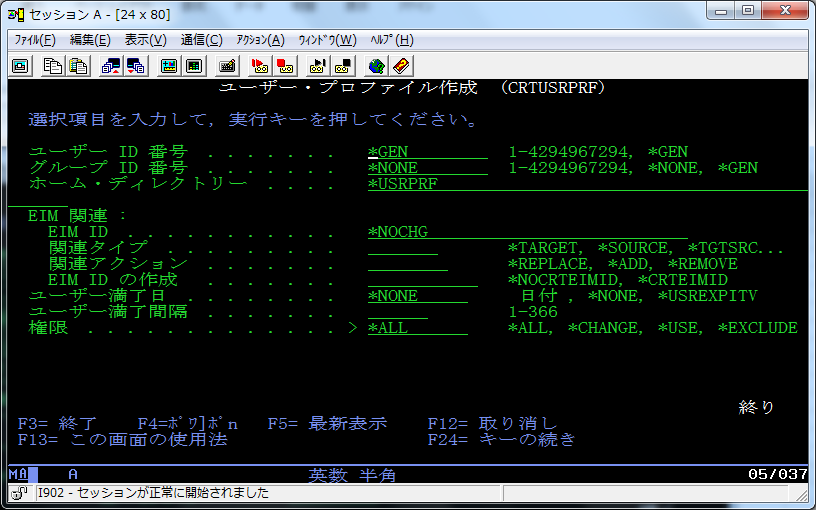 セッション A - [24 x 80]
ﾌｧｲﾙ(F) 編集(E) 表示(V) 通信(C) ｱｸｼｮﾝ(A) ｳｨﾝﾄﾞｳ(W) ﾍﾙﾌﾟ(H)
ユーザー・プロファイル作成 (CRTUSRPRF)
選択項目を入力して, 実行キーを押してください。
ユーザー ID 番号 . . . . . . . *GEN 1-4294967294, *GEN
グループ ID 番号 . . . . . . . *NONE 1-4294967294, *NONE, *GEN
ホーム・ディレクトリー . . . . *USRPRF
EIM 関連 :
EIM ID . . . . . . . . . . . *NOCHG
関連タイプ . . . . . . . . . *TARGET, *SOURCE, *TGTSRC...
関連アクション . . . . . . . *REPLACE, *ADD, *REMOVE
EIM ID の作成 . . . . . . . *NOCRTEIMID, *CRTEIMID
ユーザー満了日 . . . . . . . . *NONE 日付 , *NONE, *USREXPITV
ユーザー満了間隔 . . . . . . . 1-366
権限 . . . . . . . . . . . . . > *ALL *ALL, *CHANGE, *USE, *EXCLUDE
終り
F3= 終了 F4=ﾎﾟﾜ]ﾎﾟn F5= 最新表示 F12= 取り消し
F13= この画面の使用法 F24= キーの続き
MA A 英数 半角 05/037
I902 - セッションが正常に開始されました